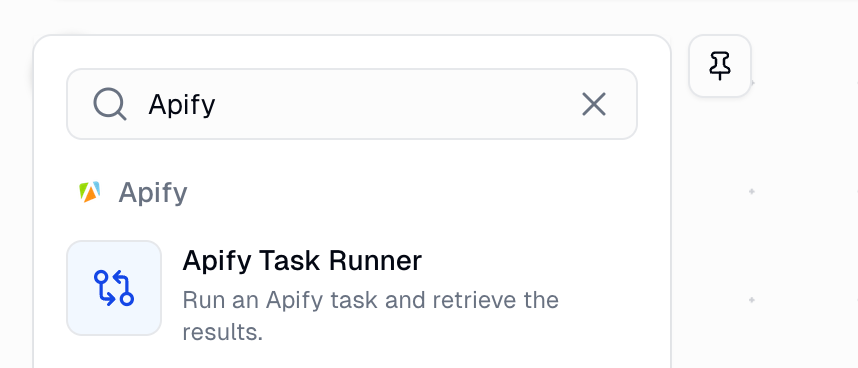 Apify
Apify
Apify Task Runner
Run an Apify task and retrieve the
results.